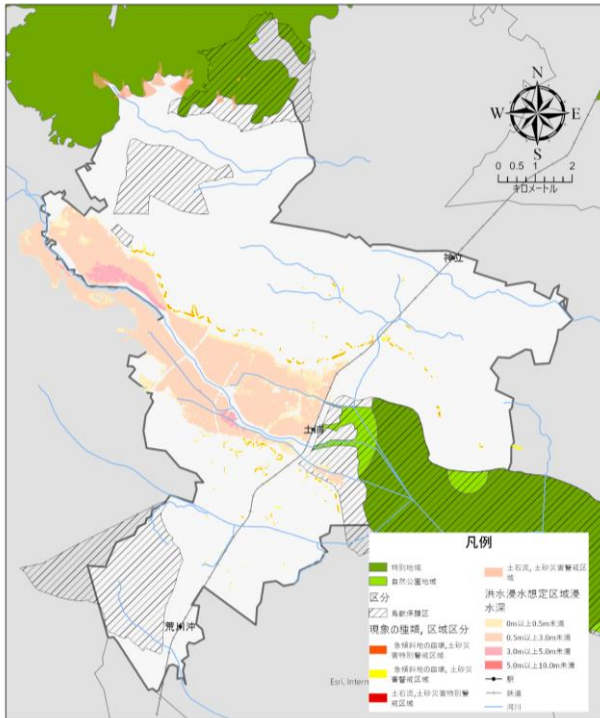 N
W
E
S
0 0.5 1 2
キロメートル
神立
土浦
荒川沖
凡例
特別地域
自然公園地域
区分
鳥獣保護区
現象の種類, 区域区分
急傾斜地の崩壊,土砂災
害特別警戒区域
急傾斜地の崩壊, 土砂災
害警戒区域
土石流,土砂災害特別警
戒区域
土石流, 土砂災害警戒区
域
洪水浸水想定区域浸
水深
0m以上0.5m未満
0.5m以上3.0m未満
3.0m以上5.0m未満
5.0m以上10.0m未満
駅
鉄道
河川
Esri, Interm